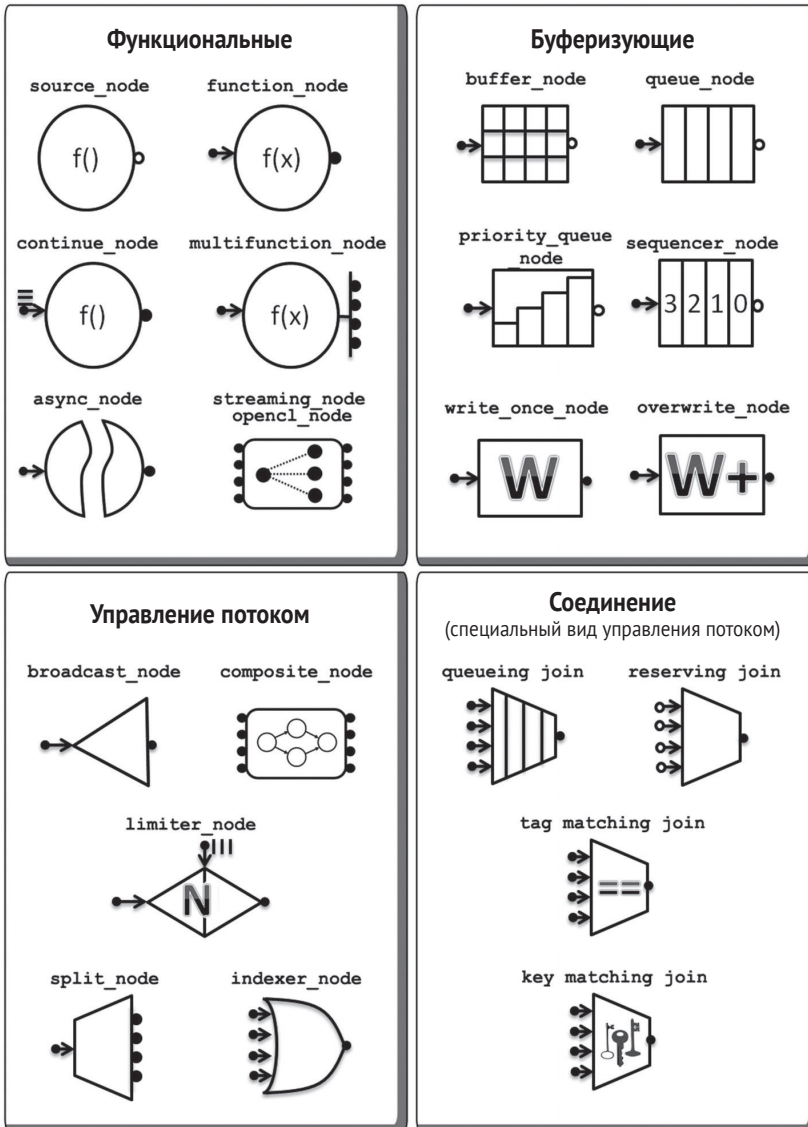 Функциональные
source_node function_node
f() f(x)
continue_node multifunction_node
f() f(x)
async_node streaming_node
opencl_node
Буферизующие
buffer_node queue_node
priority_queue sequencer_node
_node
3 2 1 0
write_once_node overwrite_node
W W+
Управление потоком
broadcast_node composite_node
limiter_node
N
split_node indexer_node
Соединение
(специальный вид управления потоком)
queueing join reserving join
tag matching join
==
key matching join